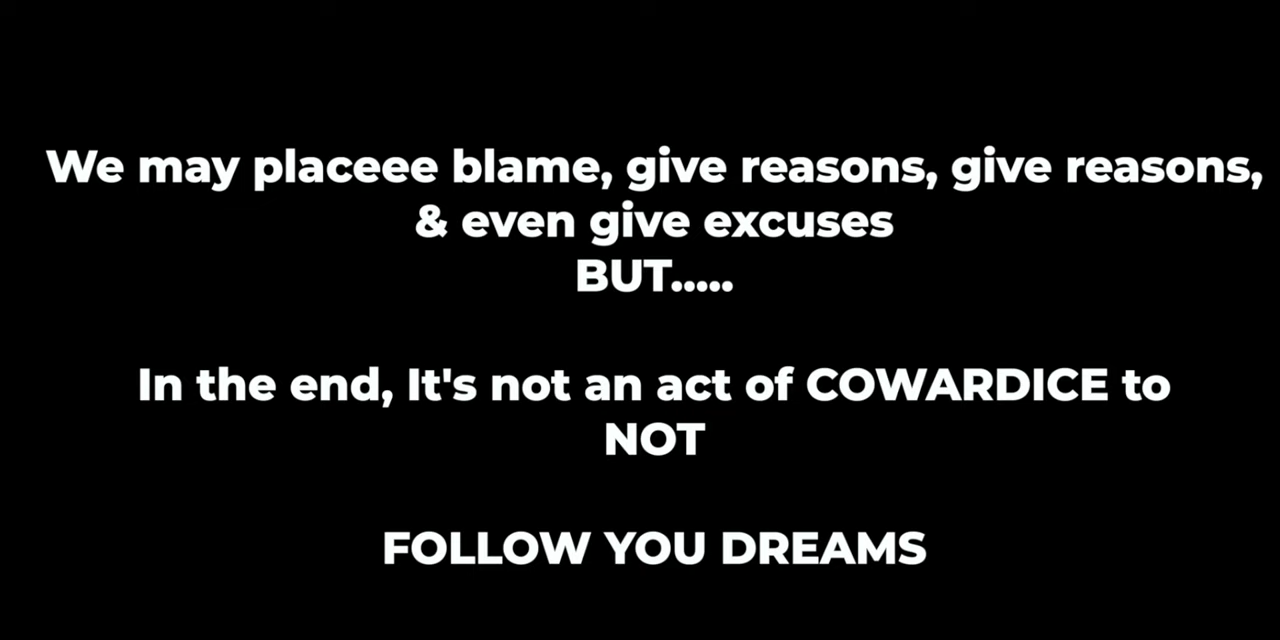 We may placeee blame, give reasons, give reasons,
& even give excuses
BUT.....
In the end, It's not an act of COWARDICE to
NOT
FOLLOW YOU DREAMS